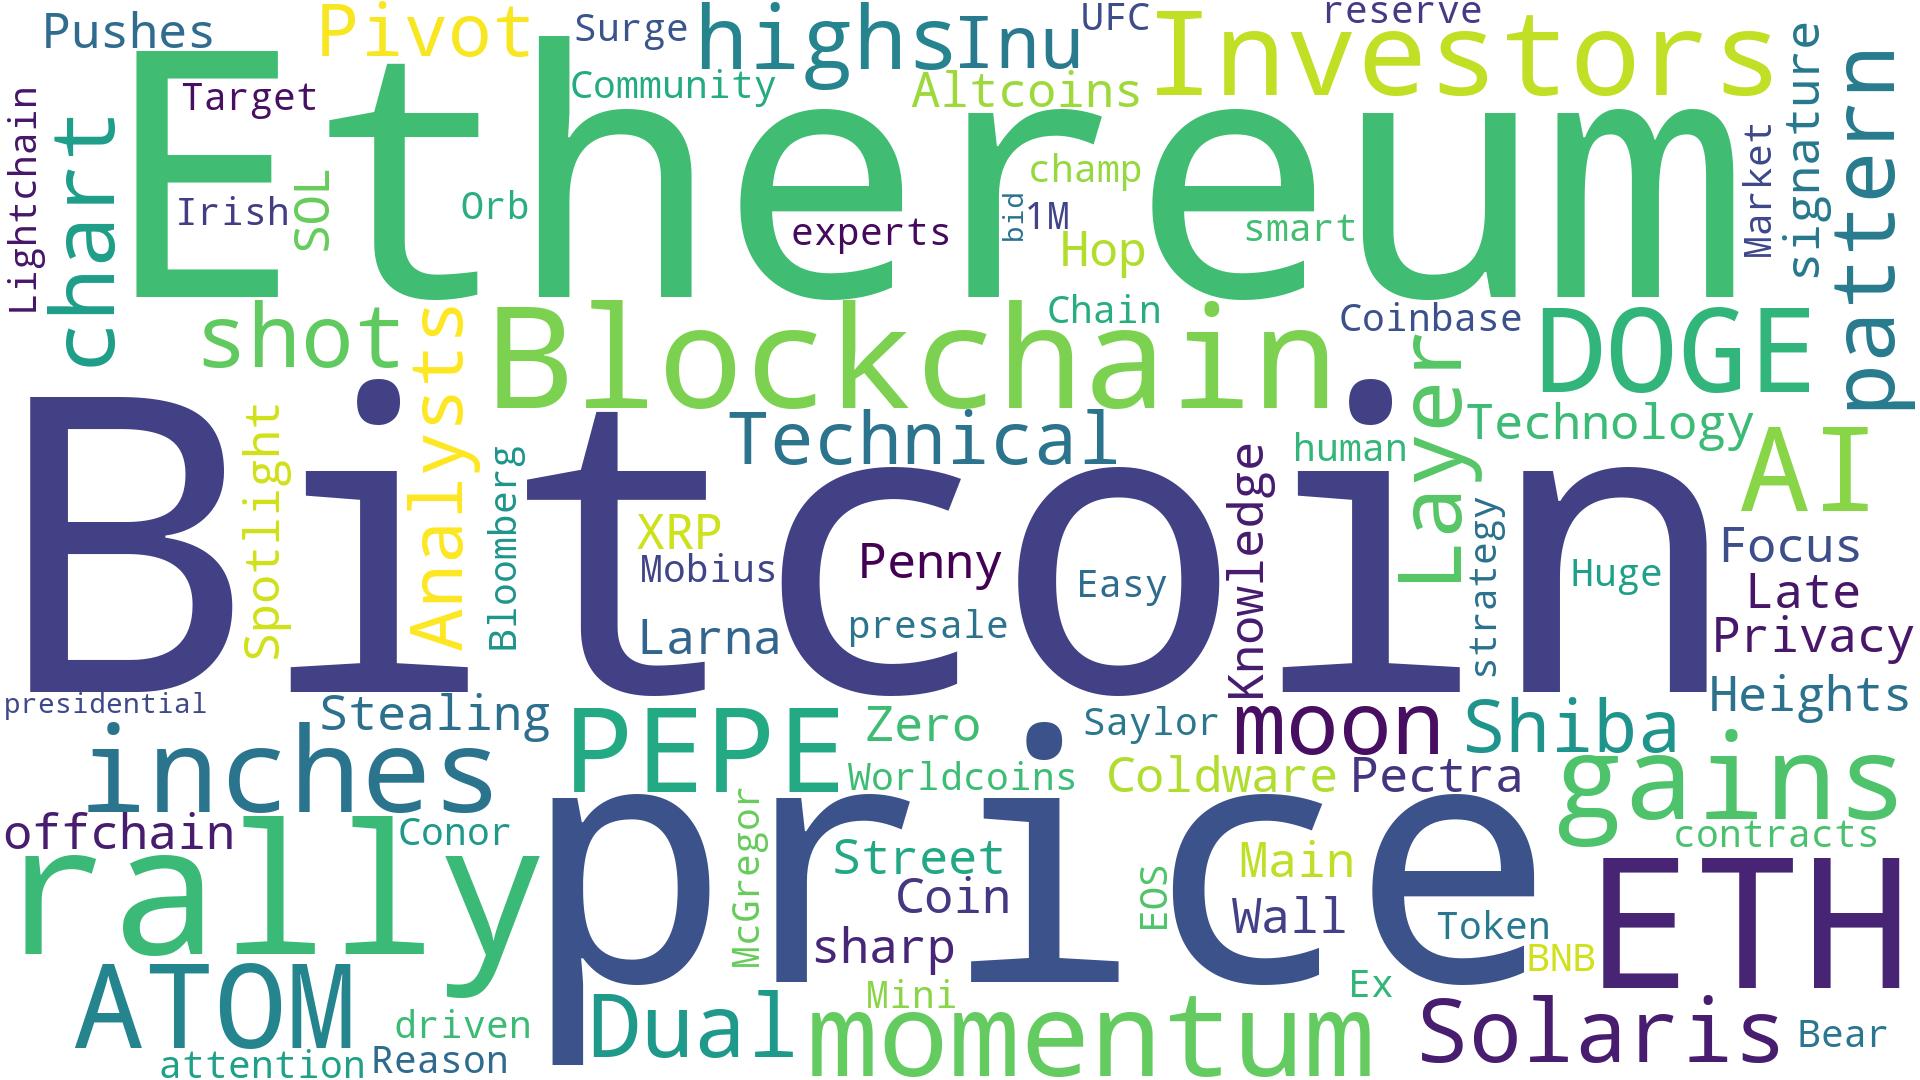 Pushes
Pivot
Surge
highs
Inu
UFC
reserve
Investors
Community
Altcoins
Target
Ethereum
Lightchain
chart
Irish
SOL
Orb
experts
champ
bid
1M
Hop
smart
Market
signature
pattern
shot
Analysts
Blockchain
Chain
Coinbase
DOGE
Layer
Technology
Technical
human
AI
Bitcoin
Spotlight
Bloomberg
XRP
Mobius
Penny
Easy
Larna
presale
Knowledge
strategy
Huge
Focus
Late
Privacy
Heights
presidential
Stealing
inches
PEPE
Zero
Saylor
moon
Shiba
Worldcoins
Coldware
Pectra
gains
offchain
Conor
contracts
rally
price
McGregor
Street
Coin
EOS
Main
Wall
sharp
Token
BNB
ETH
ATOM
Mini
Ex
driven
Dual
momentum
Solaris
Bear
attention
Reason